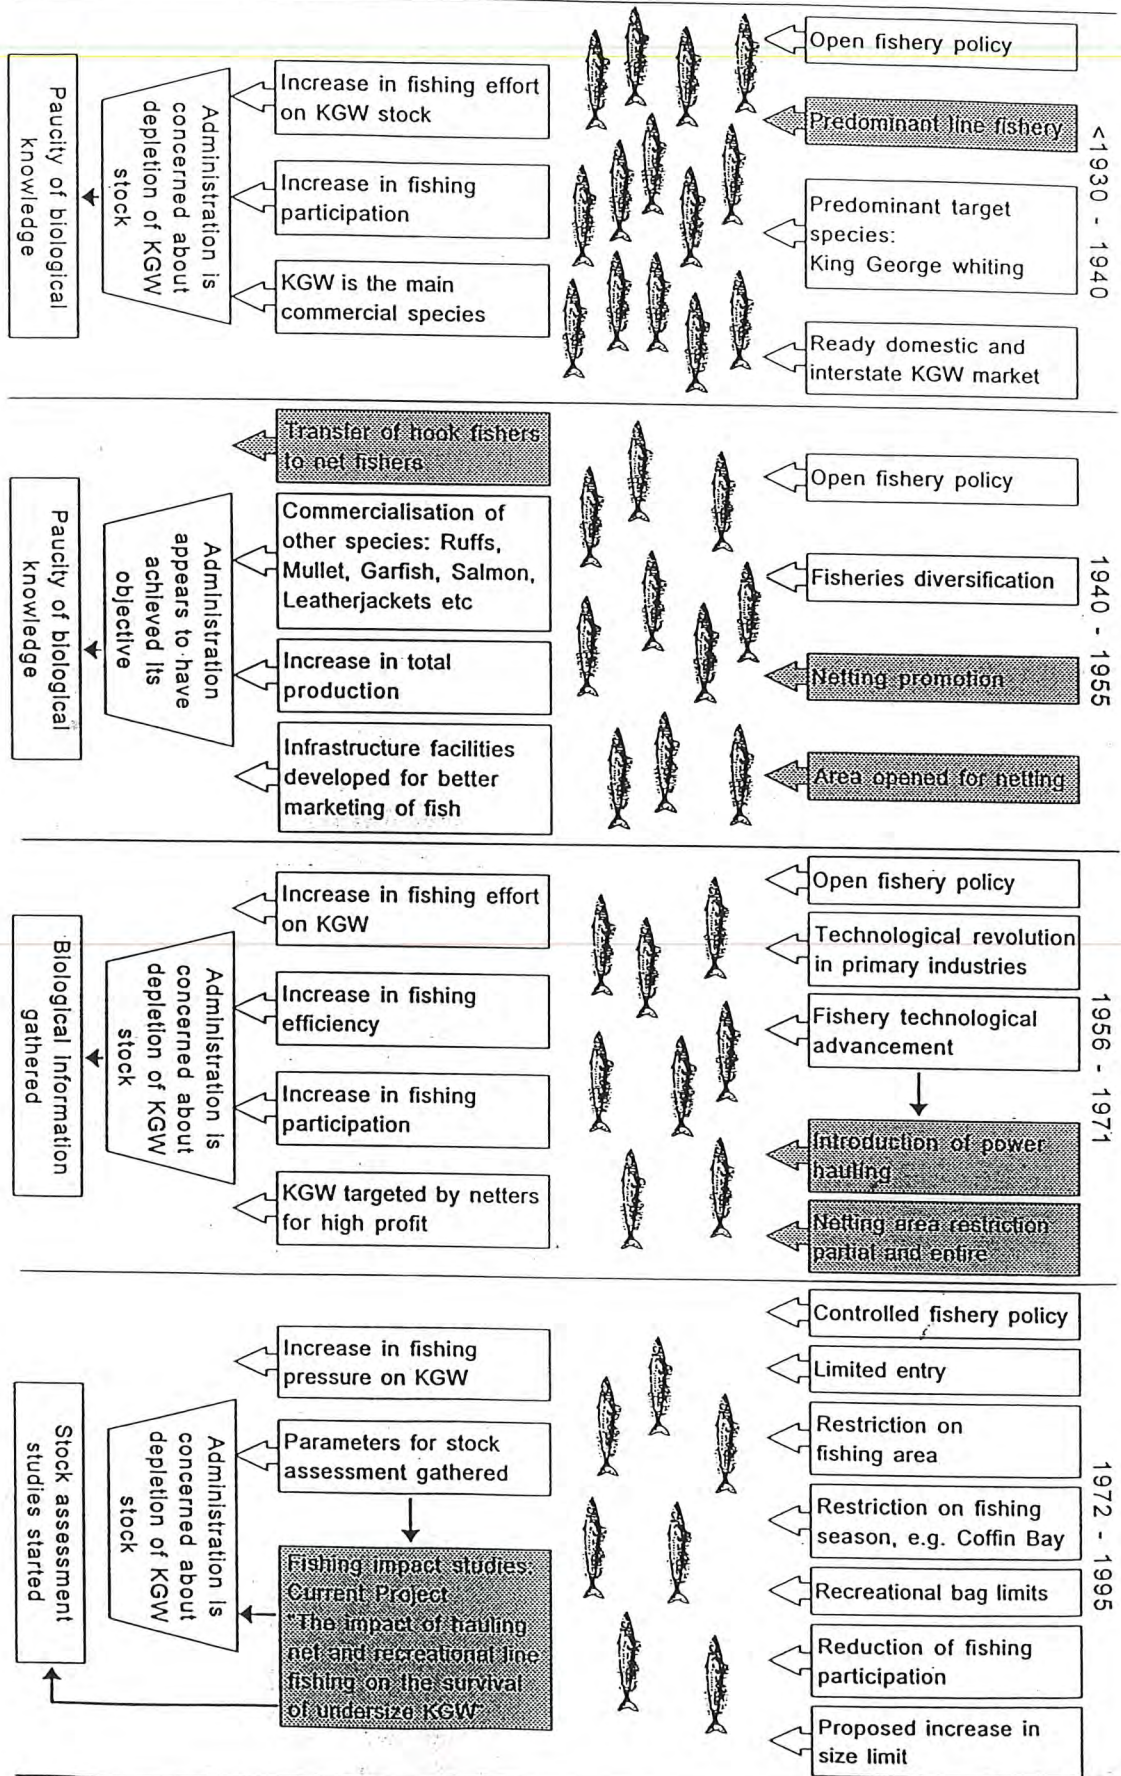 <1930 - 1940
Open fishery policy
Predominant line fishery
Predominant target
species:
King George whiting
Ready domestic and
interstate KGW market
Increase in fishing effort
on KGW stock
Increase in fishing
participation
KGW is the main
commercial species
Administration is
concerned about
depletion of KGW
stock
Paucity of biological
knowledge
1940 - 1955
Open fishery policy
Fisheries diversification
Netting promotion
Area opened for netting
Transfer of hook fishers
to net fishers
Commercialisation of
other species: Ruffs,
Mullet, Garfish, Salmon,
Leatherjackets etc
Increase in total
production
Infrastructure facilities
developed for better
marketing of fish
Administration
appears to have
achieved its
objective
Paucity of biological
knowledge
1956 - 1971
Open fishery policy
Technological revolution
in primary industries
Fishery technological
advancement
Introduction of power
hauling
Netting area restriction
partial and entire
Increase in fishing effort
on KGW
Increase in fishing
efficiency
Increase in fishing
participation
KGW targeted by netters
for high profit
Administration is
concerned about
depletion of KGW
stock
Biological information
gathered
1972 - 1995
Controlled fishery policy
Limited entry
Restriction on
fishing area
Restriction on fishing
season, e.g. Coffin Bay
Recreational bag limits
Reduction of fishing
participation
Proposed increase in
size limit
Increase in fishing
pressure on KGW
Parameters for stock
assessment gathered
Fishing impact studies:
Current Project
"The impact of hauling
net and recreational line
fishing on the survival
of undersize KGW"
Administration is
concerned about
depletion of KGW
stock
Stock assessment
studies started